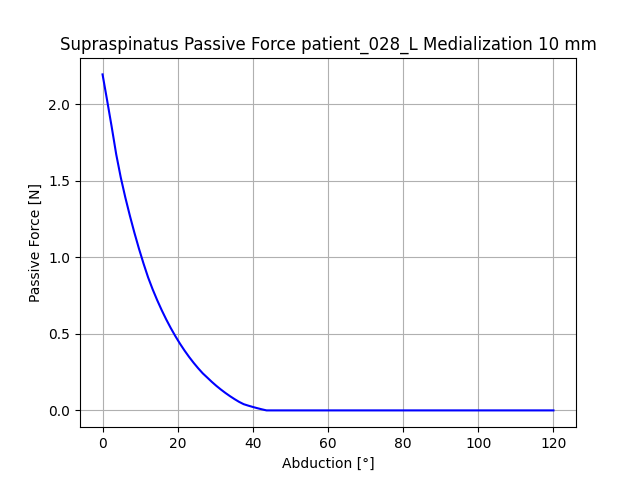 Supraspinatus Passive Force patient_028_L Medialization 10 mm
Passive Force [N]
2.0
1.5
1.0
0.5
0.0
0 20 40 60 80 100 120
Abduction [°]